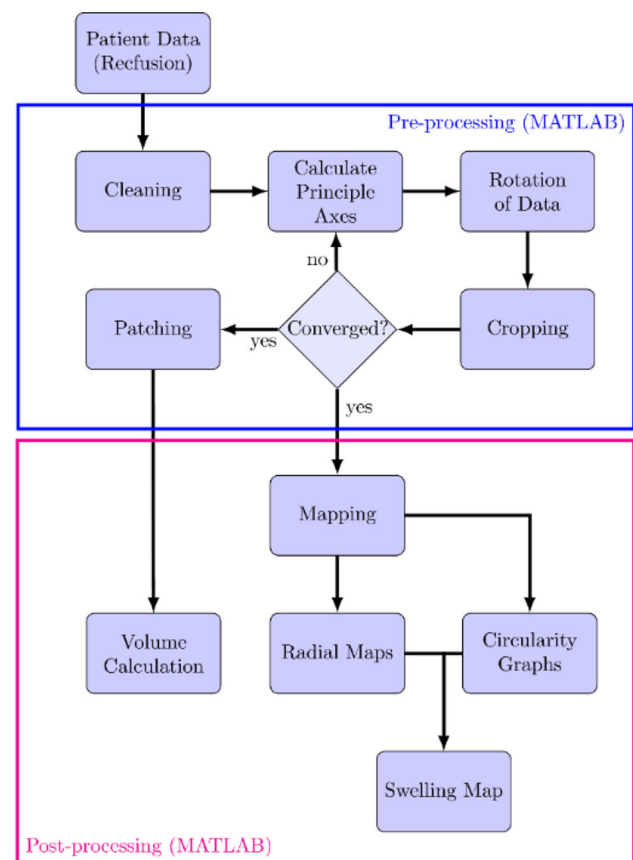 Patient Data
(Recfusion)
Pre-processing (MATLAB)
Cleaning
Calculate
Principle
Axes
Rotation
of Data
no
Patching
yes
Converged?
Cropping
yes
Mapping
Volume
Calculation
Radial Maps
Circularity
Graphs
Swelling Map
Post-processing (MATLAB)